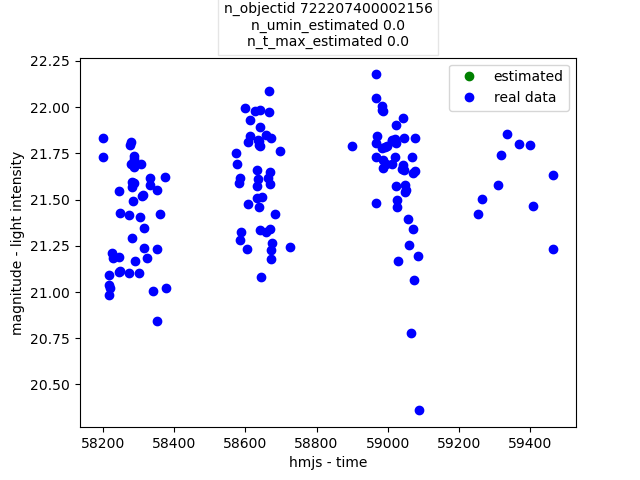 n_objectid 722207400002156
n_umin_estimated 0.0
n_t_max_estimated 0.0
estimated
real data
magnitude - light intensity
22.25
22.00
21.75
21.50
21.25
21.00
20.75
20.50
58200 58400 58600 58800 59000 59200 59400
hmjs - time